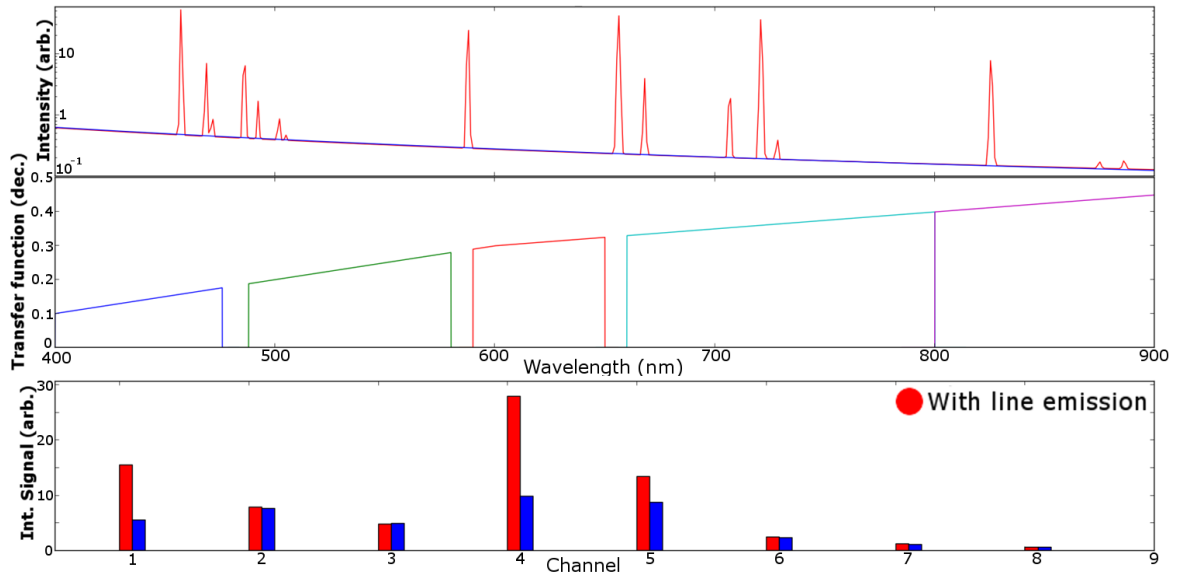 Intensity (arb.)
10
1
10⁻¹
Transfer function (dec.)
0.5
0.4
0.3
0.2
0.1
0
400 500 600 700 800 900
Wavelength (nm)
Int. Signal (arb.)
30
20
10
0
With line emission
1 2 3 4 5 6 7 8 9
Channel